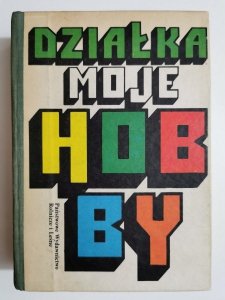 DZIAŁKA
MOJE
HOB
BY
Państwowe Wydawnictwo
Rolnicze i Leśne